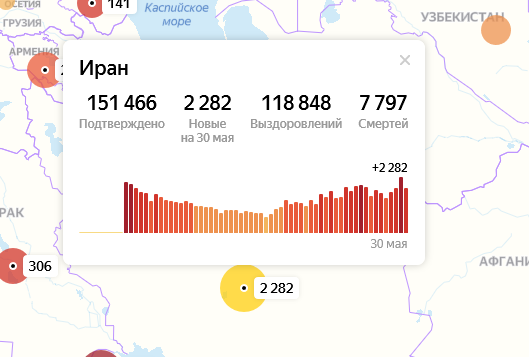 ОСЕТИЯ
141
Каспийское
море
УЗБЕКИСТАН
ГРУЗИЯ
АРМЕНИЯ
2
Иран
151 466
2 282
118 848
7 797
Подтверждено
Новые
на 30 мая
Выздоровлений
Смертей
+2 282
30 мая
РАК
306
2 282
АФГАНИ